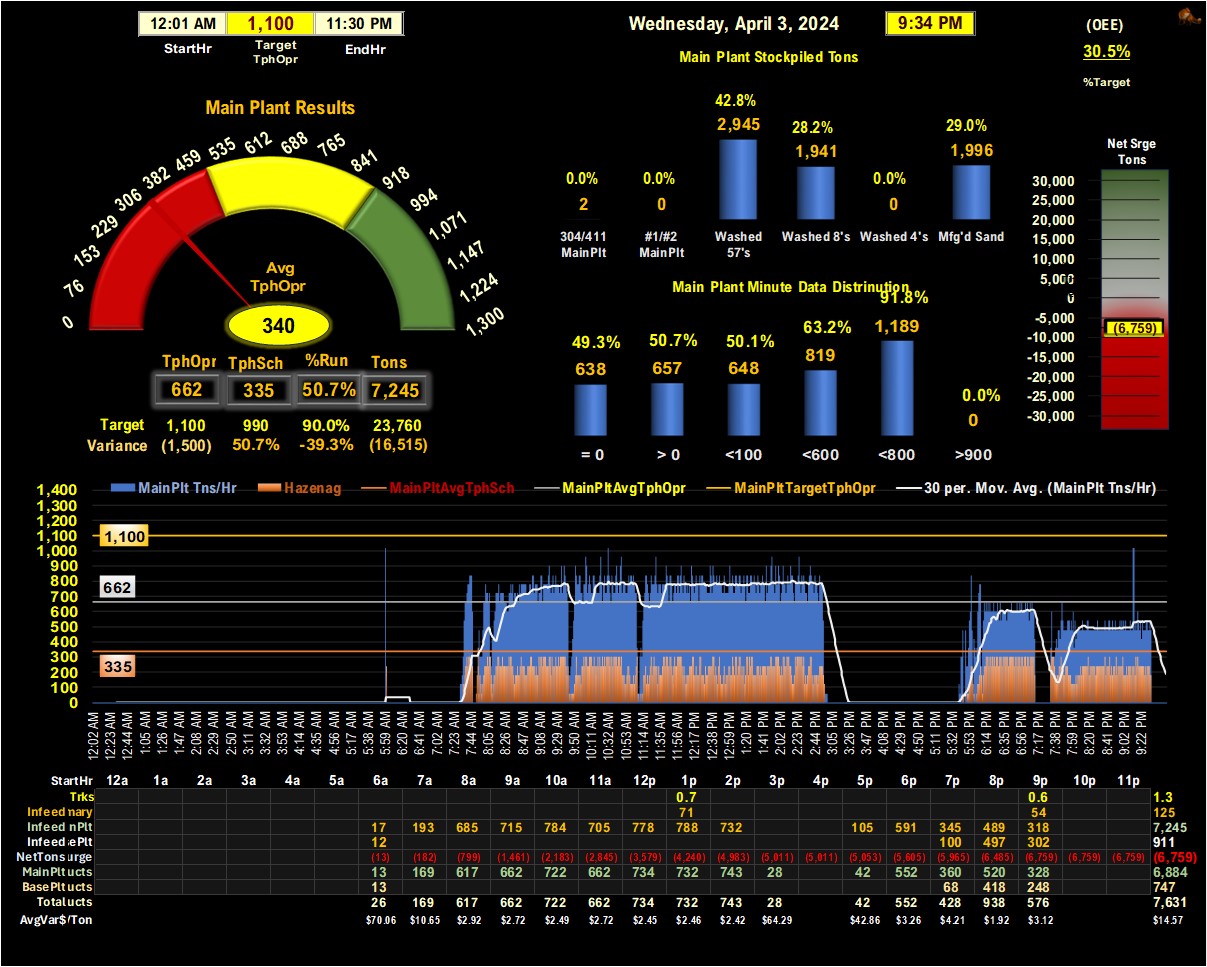 12:01 AM 1,100 11:30 PM
StartHr Target TphOpr EndHr
Wednesday, April 3, 2024 9:34 PM
(OEE)
30.5%
%Target
Main Plant Stockpiled Tons
42.8% 28.2% 29.0%
2,945 1,941 1,996
0.0% 0.0% 0.0%
2 0 0
304/411 MainPlt #1/#2 MainPlt Washed 57's Washed 8's Washed 4's Mfg'd Sand
Net Srge
Tons
30,000
25,000
20,000
15,000
10,000
5,000
0
-5,000
(6,759)
-10,000
-15,000
-20,000
-25,000
-30,000
Main Plant Results
0 76 153 229 306 382 459 535 612 688 765 841 918 994 1,071 1,147 1,224 1,300
Avg
TphOpr
340
TphOpr TphSch %Run Tons
662 335 50.7% 7,245
Target 1,100 990 90.0% 23,760
Variance (1,500) 50.7% -39.3% (16,515)
Main Plant Minute Data Distribution
49.3% 50.7% 50.1% 63.2% 91.8% 0.0%
638 657 648 819 1,189 0
= 0 > 0 <100 <600 <800 >900
MainPlt Tns/Hr Hazenag MainPltAvgTphSch MainPltAvgTphOpr MainPltTargetTphOpr 30 per. Mov. Avg. (MainPlt Tns/Hr)
1,400
1,300
1,200
1,100 1,100
1,000
900
800
700 662
600
500
400
300 335
200
100
0
12:02 AM 12:23 AM 12:44 AM 1:05 AM 1:26 AM 1:47 AM 2:08 AM 2:29 AM 2:50 AM 3:11 AM 3:32 AM 3:53 AM 4:14 AM 4:35 AM 4:56 AM 5:17 AM 5:38 AM 5:59 AM 6:20 AM 6:41 AM 7:02 AM 7:23 AM 7:44 AM 8:05 AM 8:26 AM 8:47 AM 9:08 AM 9:29 AM 9:50 AM 10:11 AM 10:32 AM 10:53 AM 11:14 AM 11:35 AM 11:56 AM 12:17 PM 12:38 PM 12:59 PM 1:20 PM 1:41 PM 2:02 PM 2:23 PM 2:44 PM 3:05 PM 3:26 PM 3:47 PM 4:08 PM 4:29 PM 4:50 PM 5:11 PM 5:32 PM 5:53 PM 6:14 PM 6:35 PM 6:56 PM 7:17 PM 7:38 PM 7:59 PM 8:20 PM 8:41 PM 9:02 PM 9:22 PM
StartHr 12a 1a 2a 3a 4a 5a 6a 7a 8a 9a 10a 11a 12p 1p 2p 3p 4p 5p 6p 7p 8p 9p 10p 11p
Trks 0.7 0.6 1.3
Infeed mary 71 54 125
Infeed nPlt 17 193 685 715 784 705 778 788 732 105 591 345 489 318 7,245
Infeed ePlt 12 100 497 302 911
NetTons urge (13) (182) (799) (1,461) (2,183) (2,845) (3,579) (4,240) (4,983) (5,011) (5,011) (5,053) (5,605) (5,965) (6,485) (6,759) (6,759) (6,759) (6,759)
MainPlt ucts 13 169 617 662 722 662 734 732 743 28 42 552 360 520 328 6,884
BasePlt ucts 13 68 418 248 747
Total ucts 26 169 617 662 722 662 734 732 743 28 42 552 428 938 576 7,631
AvgVar$/Ton $70.06 $10.65 $2.92 $2.72 $2.49 $2.72 $2.45 $2.46 $2.42 $64.29 $42.86 $3.26 $4.21 $1.92 $3.12 $14.57